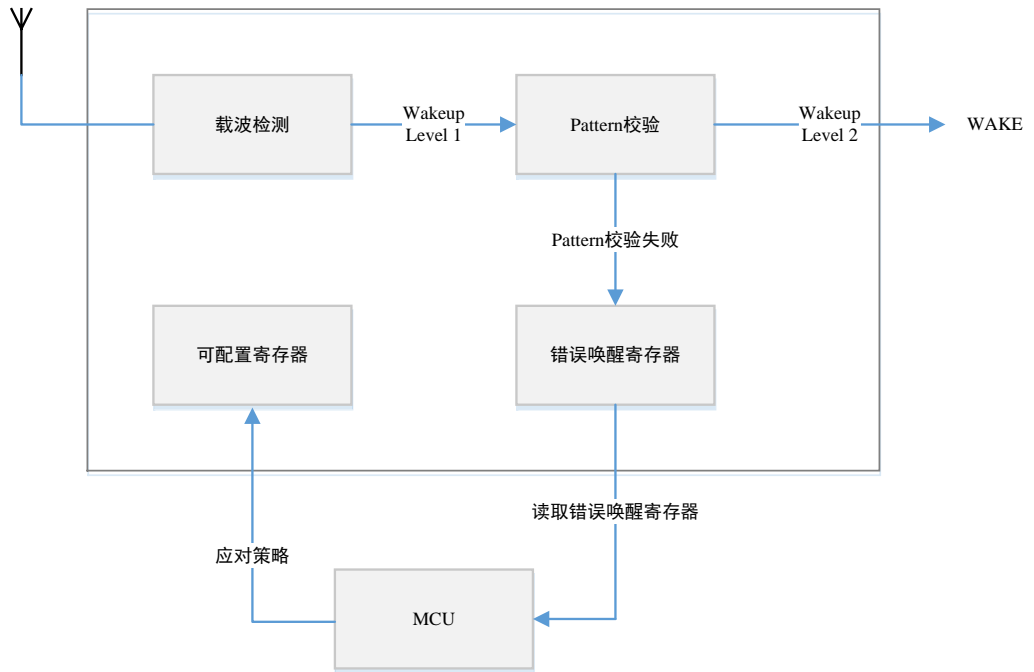 载波检测
Wakeup
Level 1
Pattern校验
Wakeup
Level 2
WAKE
Pattern校验失败
可配置寄存器
错误唤醒寄存器
读取错误唤醒寄存器
应对策略
MCU